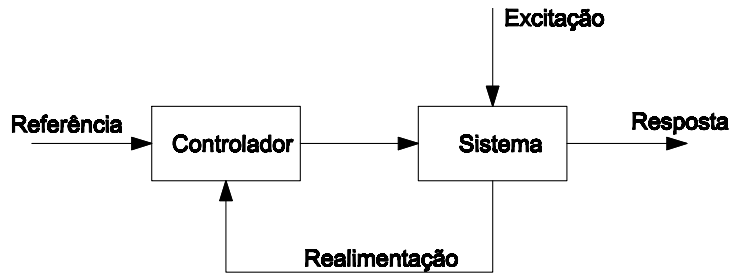 Excitação
Referência
Controlador
Sistema
Resposta
Realimentação